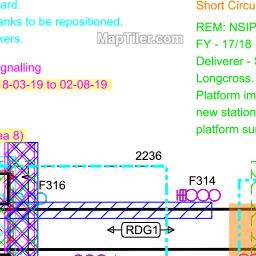 ard.
anks to be repositioned.
kers.
MapTiler.com
gnalling
8-03-19 to 02-08-19
ea 8)
Short Circu
REM: NSIP
FY - 17/18
Deliverer - S
Longcross.
Platform im
new station
platform sur
2236
F316
F314
RDG1